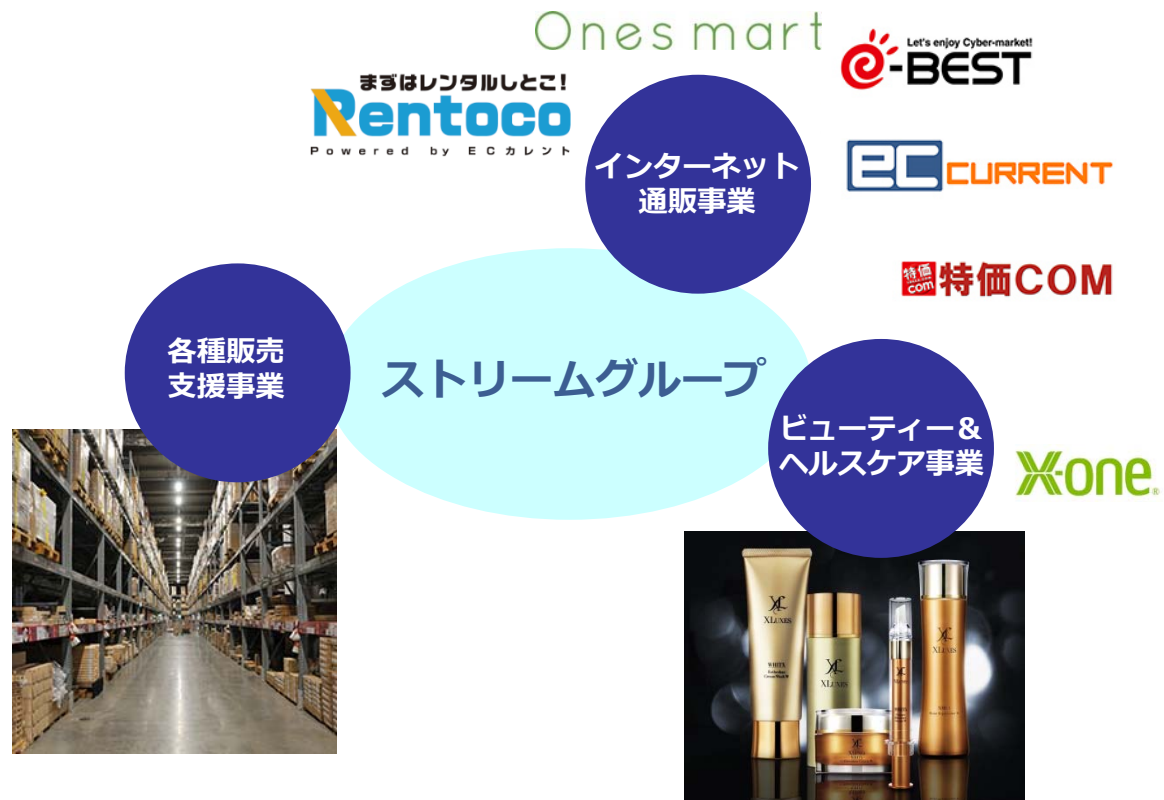 Ones mart
Let's enjoy Cyber-market!
e-BEST
まずはレンタルしとこ!
Rentoco
Powered by ECカレント
インターネット
通販事業
EC CURRENT
特価
com
特価COM
各種販売
支援事業
ストリームグループ
ビューティー&
ヘルスケア事業
X-one®
XLUXES
WHITX
XLUXES
XLUXES